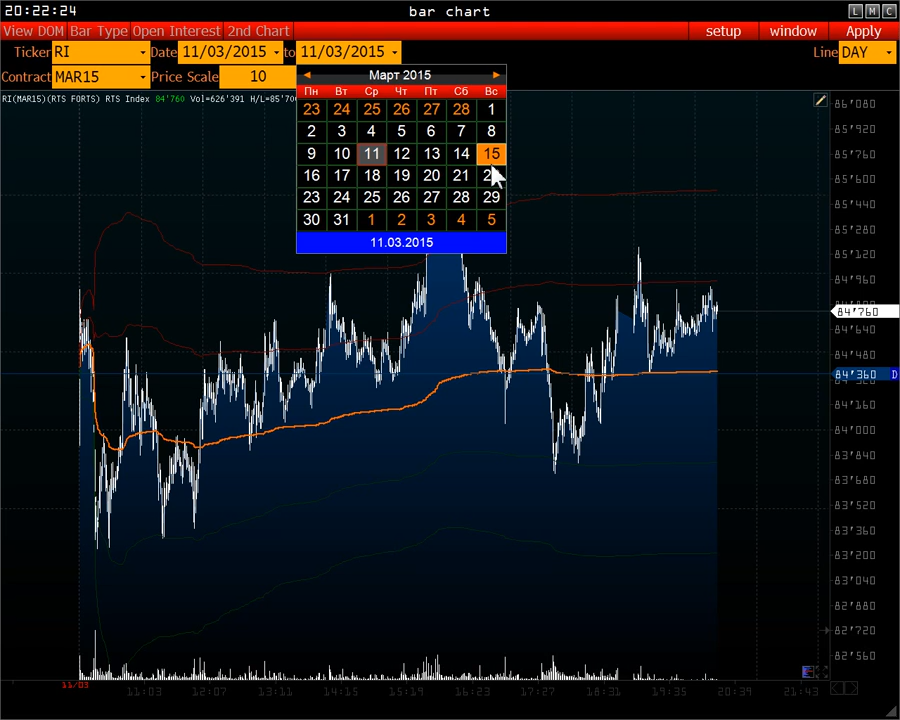 20:22:24 bar chart L M C
View DOM Bar Type Open Interest 2nd Chart setup window Apply
Ticker RI Date 11/03/2015 to 11/03/2015 Line DAY
Contract MAR15 Price Scale 10
RI(MAR15)(RTS FORTS) RTS Index 84'760 Vol=626'391
Март 2015
Пн Вт Ср Чт Пт Сб Вс
23 24 25 26 27 28 1
2 3 4 5 6 7 8
9 10 11 12 13 14 15
16 17 18 19 20 21
23 24 25 26 27 28 29
30 31 1 2 3 4 5
11.03.2015
86'080
85'920
85'760
85'600
85'440
85'280
85'120
84'960
84'760
84'640
84'480
84'360 D
84'160
84'000
83'840
83'680
83'520
83'360
83'200
83'040
82'880
82'720
82'560
11/03 11:03 12:07 13:11 14:15 15:19 16:23 17:27 18:31 19:35 20:39 21:43